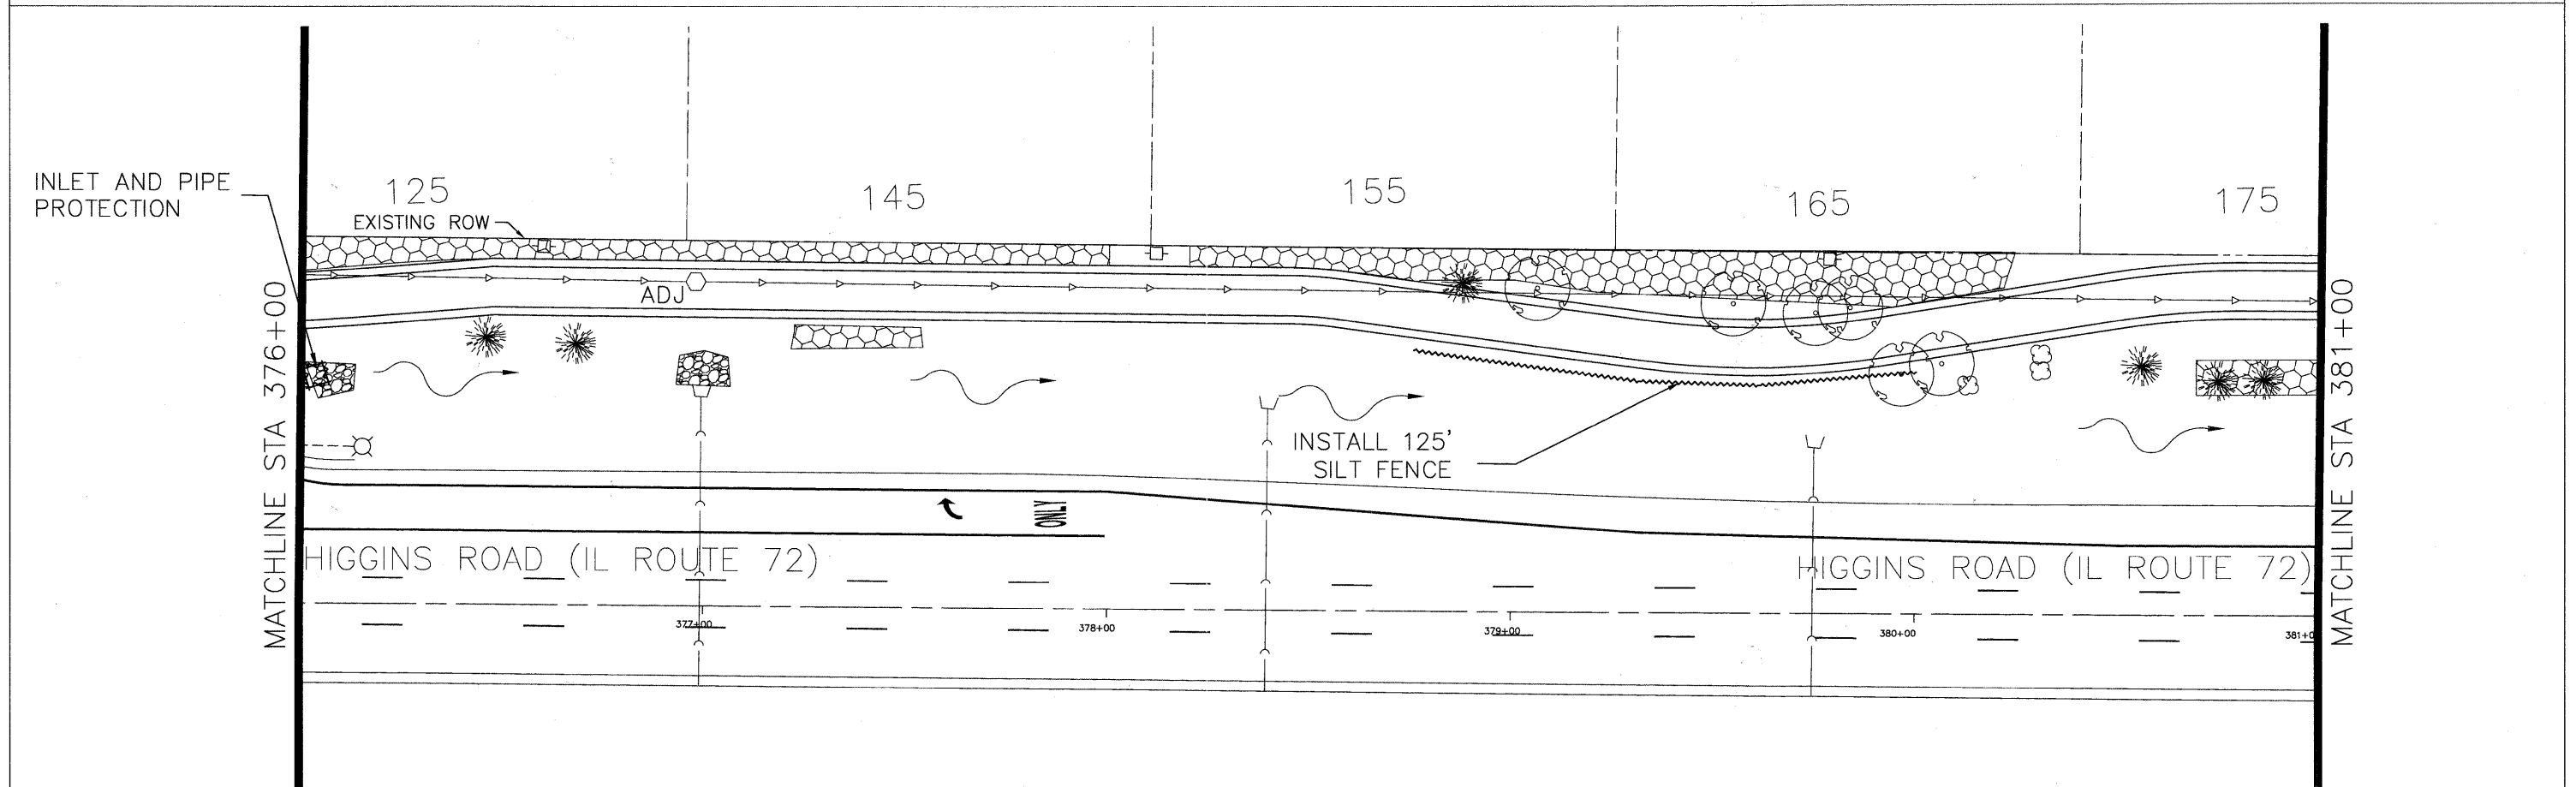 125
145
155
165
175
INLET AND PIPE
PROTECTION
EXISTING ROW
ADJ
MATCHLINE STA 376+00
MATCHLINE STA 381+00
INSTALL 125'
SILT FENCE
ONLY
HIGGINS ROAD (IL ROUTE 72)
HIGGINS ROAD (IL ROUTE 72)
377+00
378+00
379+00
380+00
381+0